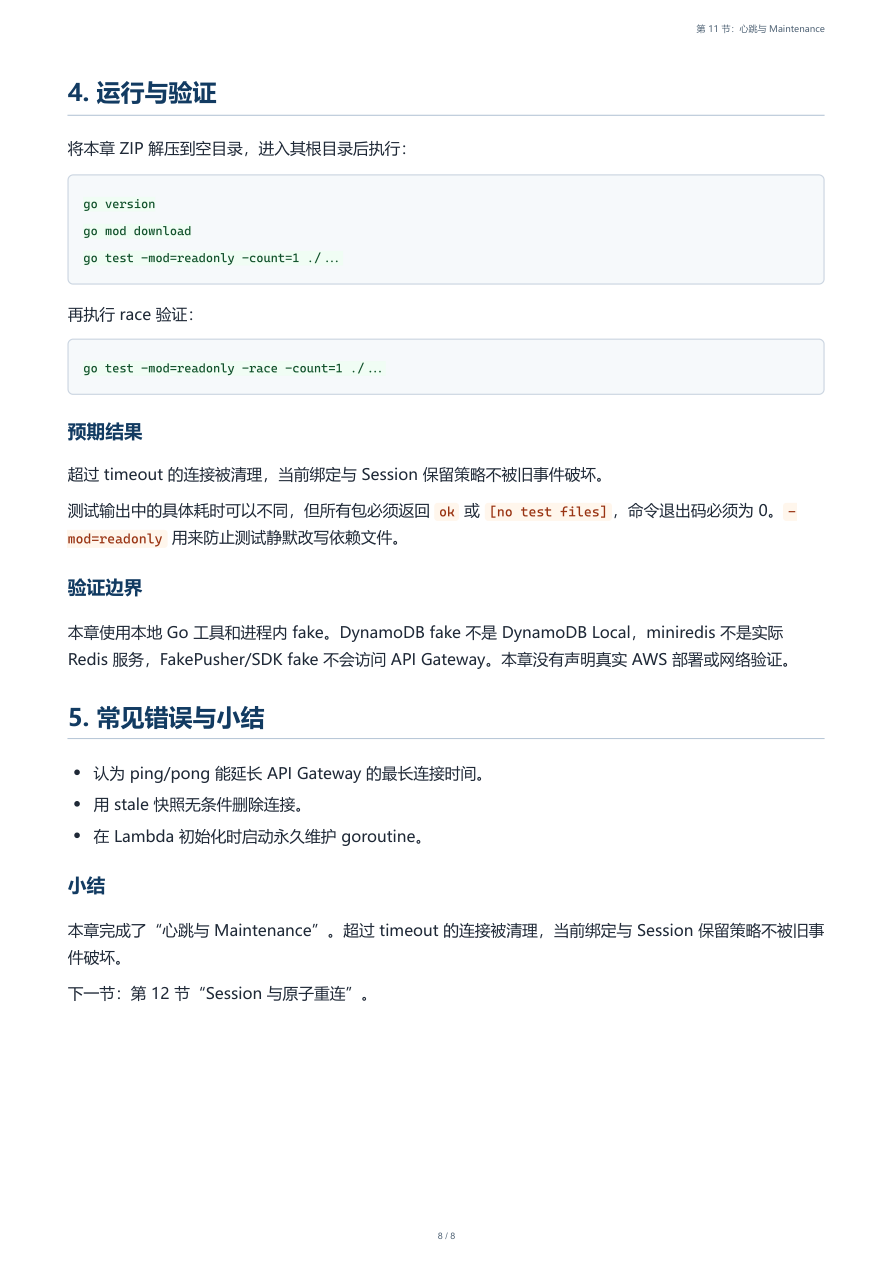 第 11 节：心跳与 Maintenance
4. 运行与验证
将本章 ZIP 解压到空目录，进入其根目录后执行：
go version
go mod download
go test -mod=readonly -count=1 ./...
再执行 race 验证：
go test -mod=readonly -race -count=1 ./...
预期结果
超过 timeout 的连接被清理，当前绑定与 Session 保留策略不被旧事件破坏。
测试输出中的具体耗时可以不同，但所有包必须返回 ok 或 [no test files]，命令退出码必须为 0。-
mod=readonly 用来防止测试静默改写依赖文件。
验证边界
本章使用本地 Go 工具和进程内 fake。DynamoDB fake 不是 DynamoDB Local，miniredis 不是实际
Redis 服务，FakePusher/SDK fake 不会访问 API Gateway。本章没有声明真实 AWS 部署或网络验证。
5. 常见错误与小结
• 认为 ping/pong 能延长 API Gateway 的最长连接时间。
• 用 stale 快照无条件删除连接。
• 在 Lambda 初始化时启动永久维护 goroutine。
小结
本章完成了“心跳与 Maintenance”。超过 timeout 的连接被清理，当前绑定与 Session 保留策略不被旧事
件破坏。
下一节：第 12 节“Session 与原子重连”。
8 / 8